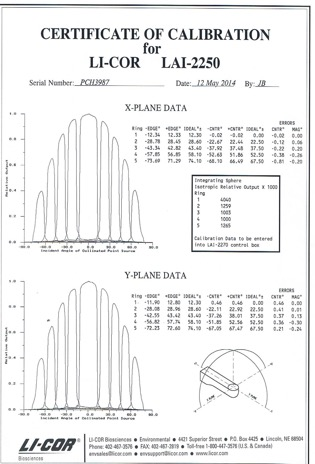 CERTIFICATE OF CALIBRATION
for
LI-COR LAI-2250
Serial Number: PCH3987 Date: 12 May 2014 By: JB
X-PLANE DATA
ERRORS
Ring -EDGE° +EDGE° IDEAL°s -CNTR° +CNTR° IDEAL°s CNTR° MAG°
1 -12.34 12.33 12.30 -0.02 -0.02 0.00 -0.02 0.00
2 -28.78 28.45 28.60 -22.67 22.44 22.50 -0.12 0.06
3 -43.34 42.82 43.40 -37.92 37.48 37.50 -0.22 0.20
4 -57.85 56.85 58.10 -52.63 51.86 52.50 -0.38 -0.26
5 -73.69 71.29 74.10 -68.10 66.49 67.50 -0.81 -0.20
Integrating Sphere
Isotropic Relative Output X 1000
Ring
1 4040
2 1259
3 1003
4 1000
5 1265
Calibration Data to be entered
into LAI-2270 control box
Relative Output
Incident Angle of Collimated Point Source
Y-PLANE DATA
ERRORS
Ring -EDGE° +EDGE° IDEAL°s -CNTR° +CNTR° IDEAL°s CNTR° MAG°
1 -11.90 12.80 12.30 0.46 0.46 0.00 0.46 0.00
2 -28.08 28.96 28.60 -22.11 22.92 22.50 0.41 0.01
3 -42.55 43.42 43.40 -37.26 38.01 37.50 0.37 0.13
4 -56.82 57.74 58.10 -51.85 52.56 52.50 0.36 -0.30
5 -72.23 72.60 74.10 -67.05 67.47 67.50 0.21 -0.24
Relative Output
Incident Angle of Collimated Point Source
LI-COR®
Biosciences
LI-COR Biosciences ● Environmental ● 4421 Superior Street ● P.O. Box 4425 ● Lincoln, NE 68504
Phone: 402-467-3576 ● FAX: 402-467-2819 ● Toll-free 1-800-447-3576 (U.S. & Canada)
envsales@licor.com ● envsupport@licor.com ● www.licor.com